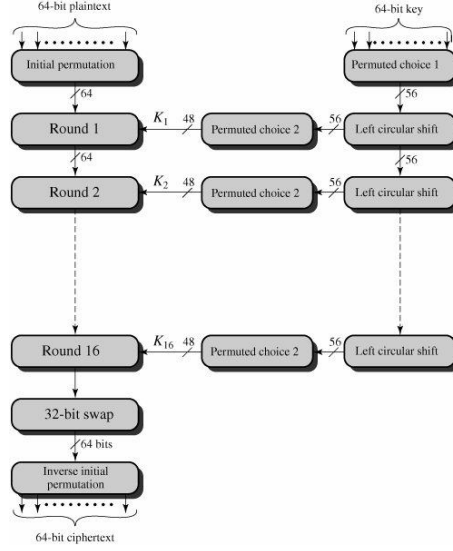 64-bit plaintext
64-bit key
Initial permutation
Permuted choice 1
64
56
Round 1
K1
48
Permuted choice 2
56
Left circular shift
64
56
Round 2
K2
48
Permuted choice 2
56
Left circular shift
Round 16
K16
48
Permuted choice 2
56
Left circular shift
32-bit swap
64 bits
Inverse initial
permutation
64-bit ciphertext